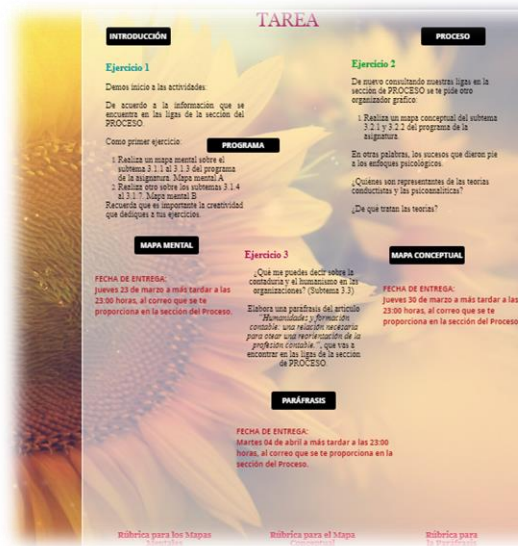 TAREA
INTRODUCCIÓN
PROCESO
Ejercicio 1
Demos inicio a las actividades:
De acuerdo a la información que se
encuentra en las ligas de la sección del
PROCESO.
Como primer ejercicio:
PROGRAMA
1. Realiza un mapa mental sobre el
subtema 3.1.1 al 3.1.3 del programa
de la asignatura. Mapa mental A
2. Realiza otro sobre los subtemas 3.1.4
al 3.1.7. Mapa mental B
Recuerda que es importante la creatividad
que dediques a tus ejercicios.
MAPA MENTAL
FECHA DE ENTREGA:
Jueves 23 de marzo a más tardar a las
23:00 horas, al correo que se te
proporciona en la sección del Proceso.
Ejercicio 2
De nuevo consultando nuestras ligas en la
sección de PROCESO se te pide otro
organizador gráfico:
1. Realiza un mapa conceptual del subtema
3.2.1 y 3.2.2 del programa de la
asignatura.
En otras palabras, los sucesos que dieron pie
a los enfoques psicológicos.
¿Quiénes son representantes de las teorías
conductistas y las psicoanalíticas?
¿De que tratan las teorías?
MAPA CONCEPTUAL
FECHA DE ENTREGA:
Jueves 30 de marzo a más tardar a las
23:00 horas, al correo que se te
proporciona en la sección del Proceso
Ejercicio 3
¿Qué me puedes decir sobre la
contaduría y el humanismo en las
organizaciones? (Subtema 3.3)
Elabora una paráfrasis del artículo
"Humanidades y formación
contable: una relación necesaria
para otear una reorientación de la
profesión contable.", que vas a
encontrar en las ligas de la sección
de PROCESO.
PARÁFRASIS
FECHA DE ENTREGA:
Martes 04 de abril a más tardar a las 23:00
horas, al correo que se te proporciona en la
sección del Proceso.
Rúbrica para los Mapas
Mentales
Rúbrica para el Mapa
Conceptual
Rúbrica para
la Paráfrasis